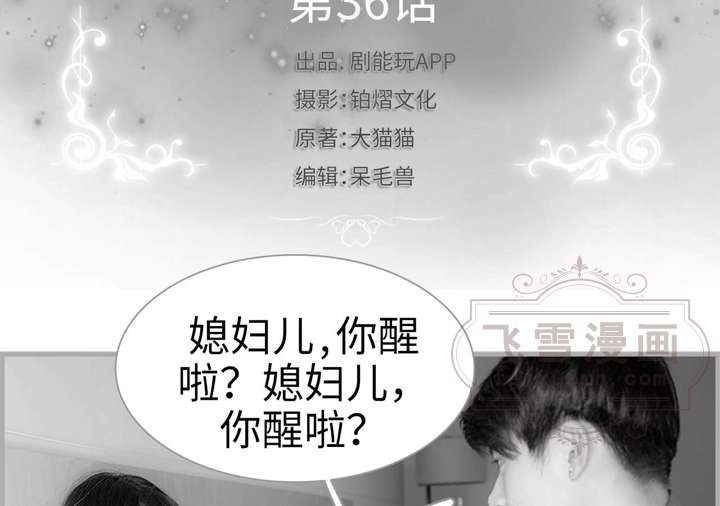 第36话
出品. 剧能玩APP
摄影：铂熠文化
原著：大猫猫
编辑：呆毛兽
媳妇儿，你醒
啦？媳妇儿，
你醒啦？
飞雪漫画